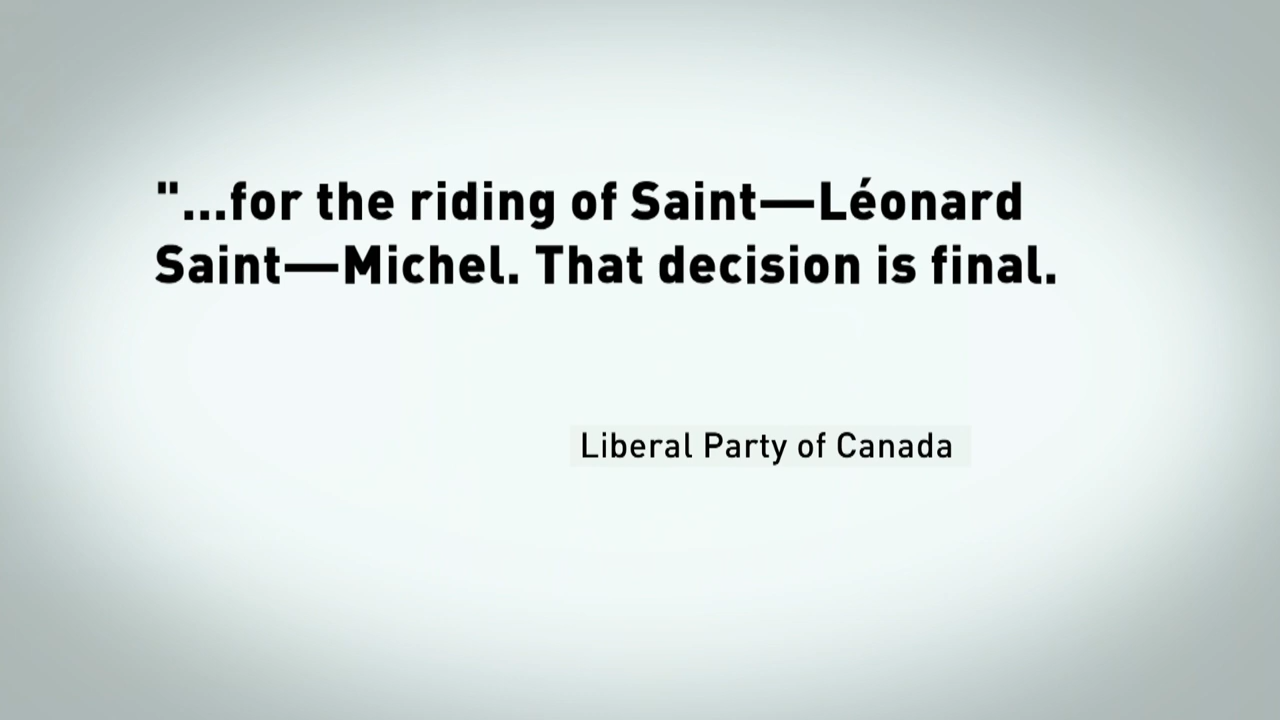 "...for the riding of Saint—Léonard
Saint—Michel. That decision is final.
Liberal Party of Canada